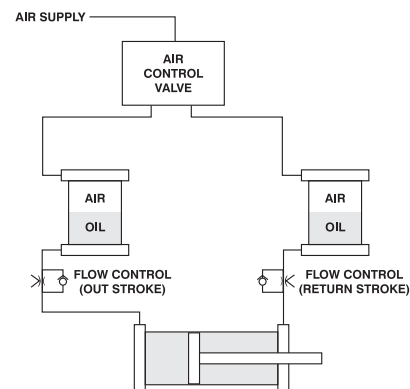 AIR SUPPLY
AIR
CONTROL
VALVE
AIR
OIL
AIR
OIL
FLOW CONTROL
(OUT STROKE)
FLOW CONTROL
(RETURN STROKE)